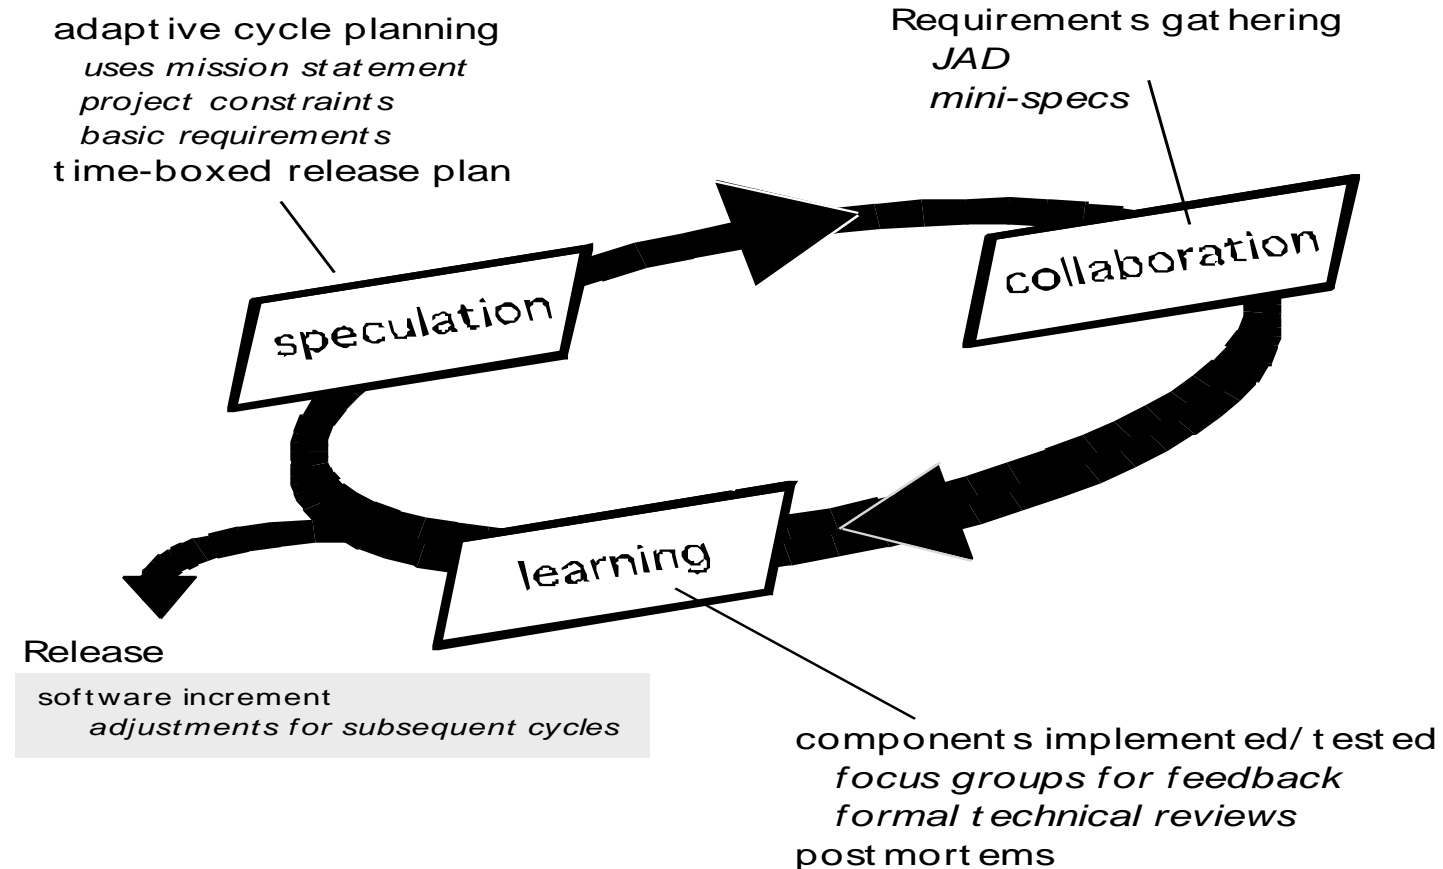 adaptive cycle planning
uses mission statement
project constraints
basic requirements
time-boxed release plan
Requirements gathering
JAD
mini-specs
speculation
collaboration
learning
Release
software increment
adjustments for subsequent cycles
components implemented/ tested
focus groups for feedback
formal technical reviews
postmortems